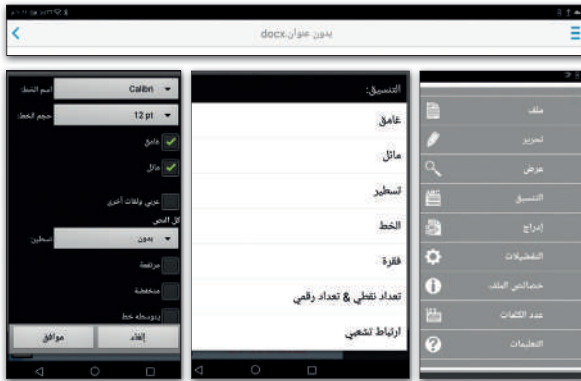 بدون عنوان.docx
ملف
تحرير
عرض
التنسيق
إدراج
التفضيلات
خصائص الملف
عدد الكلمات
التعليمات
التنسيق:
غامق
مائل
تسطير
الخط
فقرة
تعداد نقطي & تعداد رقمي
ارتباط تشعبي
اسم الخط: Calibri
حجم الخط: 12 pt
غامق
مائل
عربي ولغات أخرى
كل النص
تسطير: بدون
مرتفعة
منخفضة
يتوسطه خط
إلغاء موافق